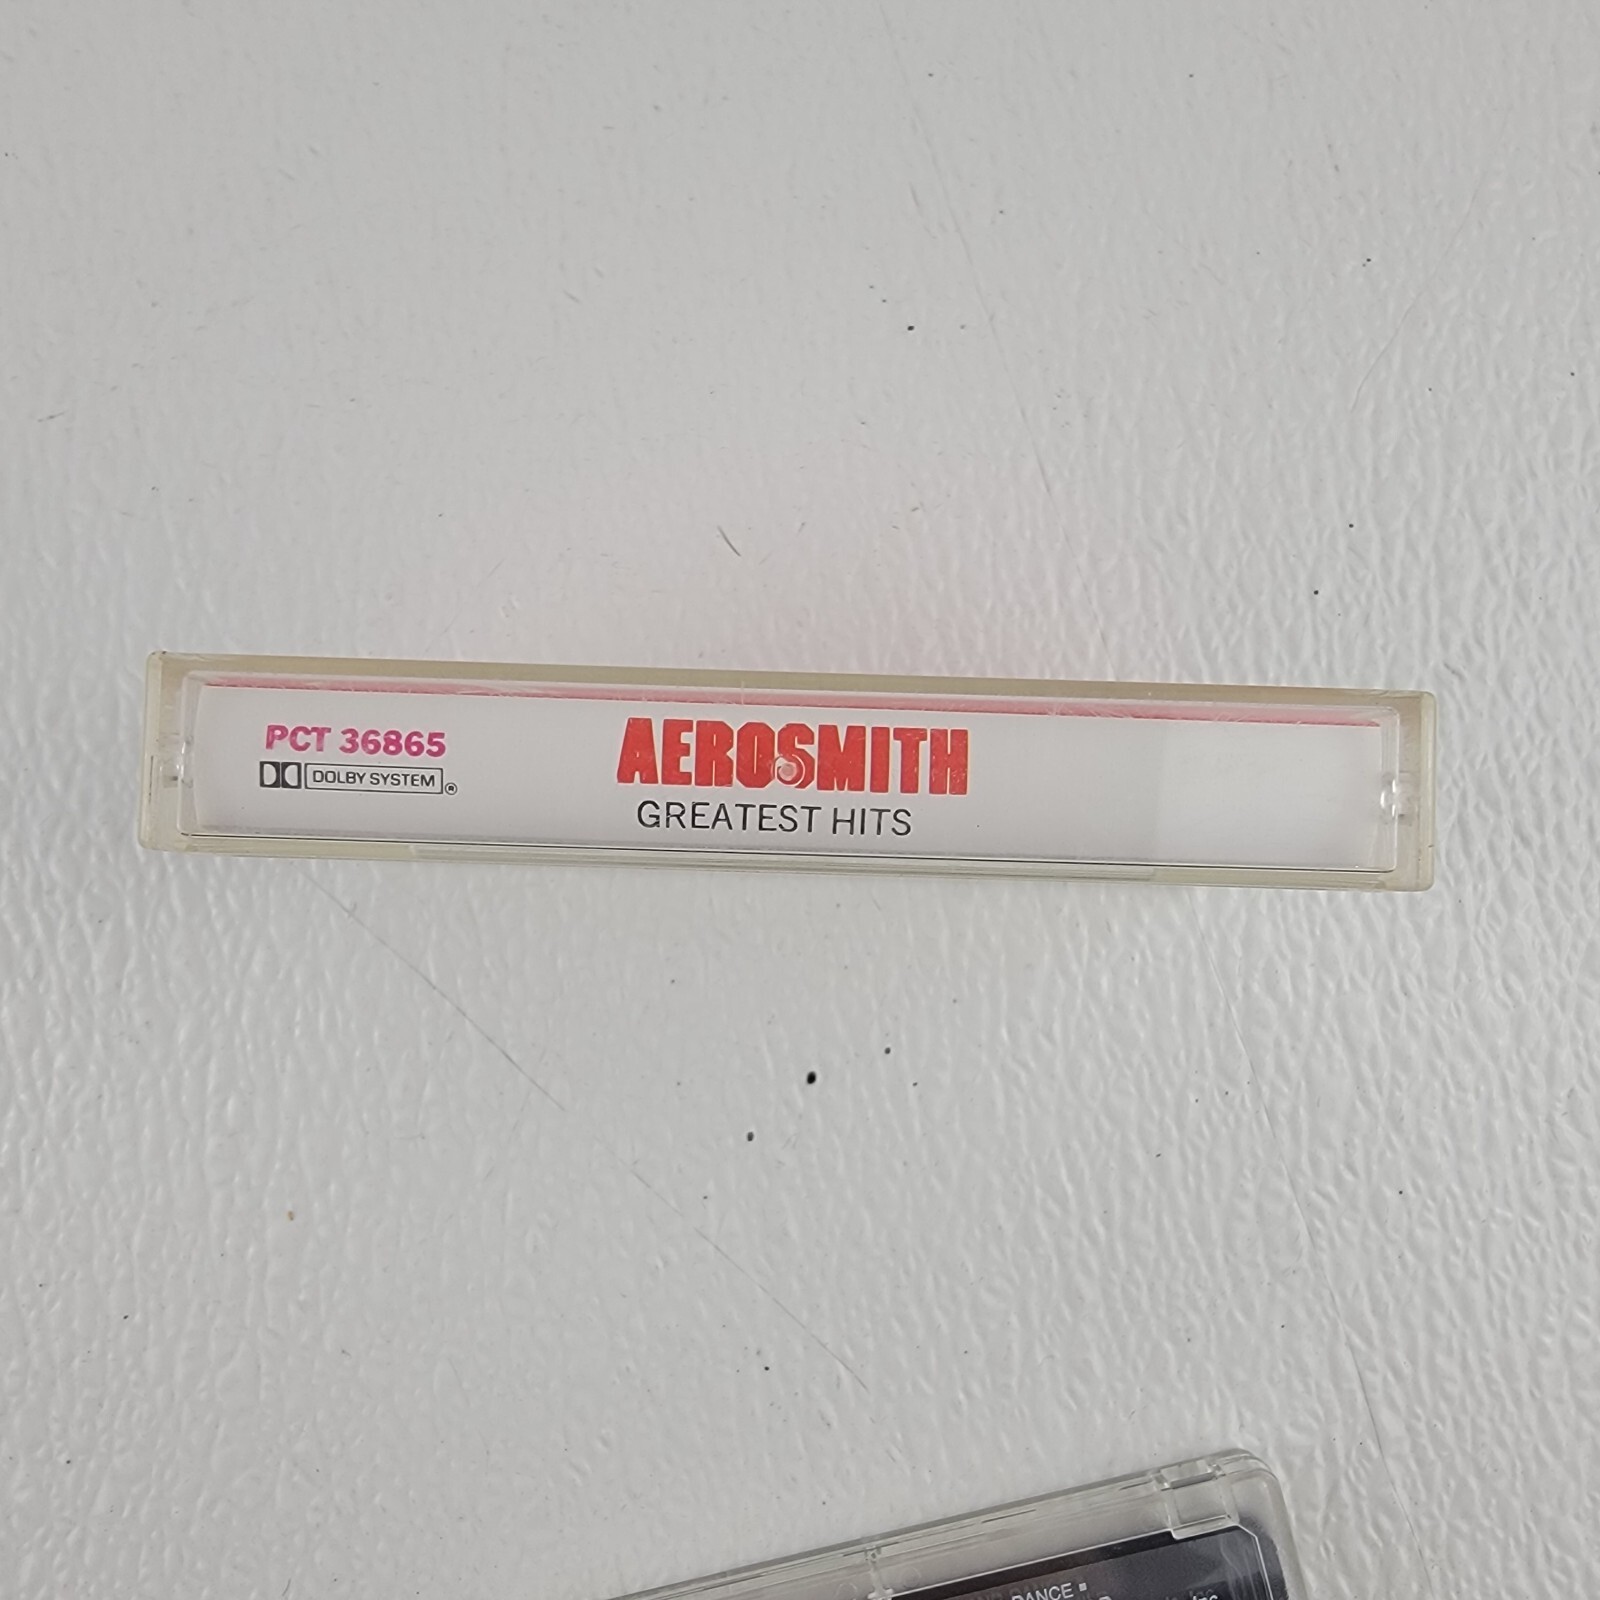 PCT 36865
DOLBY SYSTEM ®
AEROSMITH
GREATEST HITS
DANCE